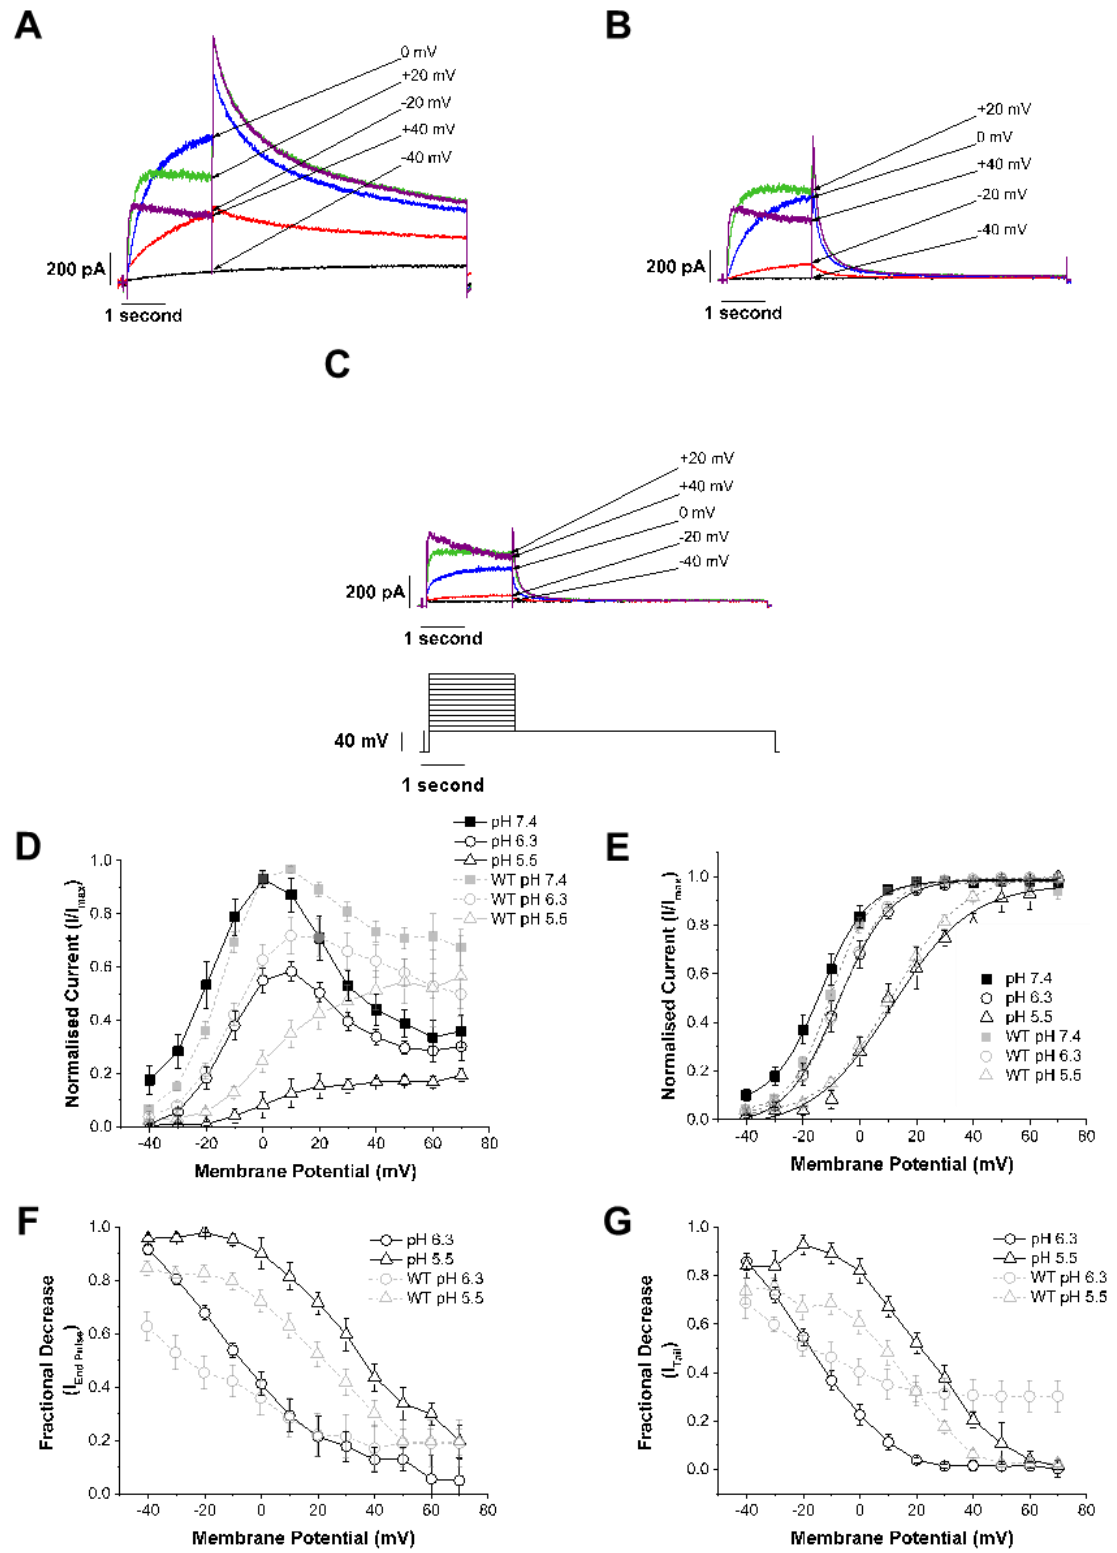 A
0 mV
+20 mV
-20 mV
+40 mV
-40 mV
200 pA
1 second
B
+20 mV
0 mV
+40 mV
-20 mV
-40 mV
200 pA
1 second
C
+20 mV
+40 mV
0 mV
-20 mV
-40 mV
200 pA
1 second
40 mV
1 second
D
pH 7.4
pH 6.3
pH 5.5
WT pH 7.4
WT pH 6.3
WT pH 5.5
Normalised Current (I/Imax)
1.0
0.8
0.6
0.4
0.2
0.0
-40
-20
0
20
40
60
80
Membrane Potential (mV)
E
pH 7.4
pH 6.3
pH 5.5
WT pH 7.4
WT pH 6.3
WT pH 5.5
Normalised Current (I/Imax)
1.0
0.8
0.6
0.4
0.2
0.0
-40
-20
0
20
40
60
80
Membrane Potential (mV)
F
pH 6.3
pH 5.5
WT pH 6.3
WT pH 5.5
Fractional Decrease
(IEnd Pulse)
1.0
0.8
0.6
0.4
0.2
0.0
-40
-20
0
20
40
60
80
Membrane Potential (mV)
G
pH 6.3
pH 5.5
WT pH 6.3
WT pH 5.5
Fractional Decrease
(ITail)
1.0
0.8
0.6
0.4
0.2
0.0
-40
-20
0
20
40
60
80
Membrane Potential (mV)